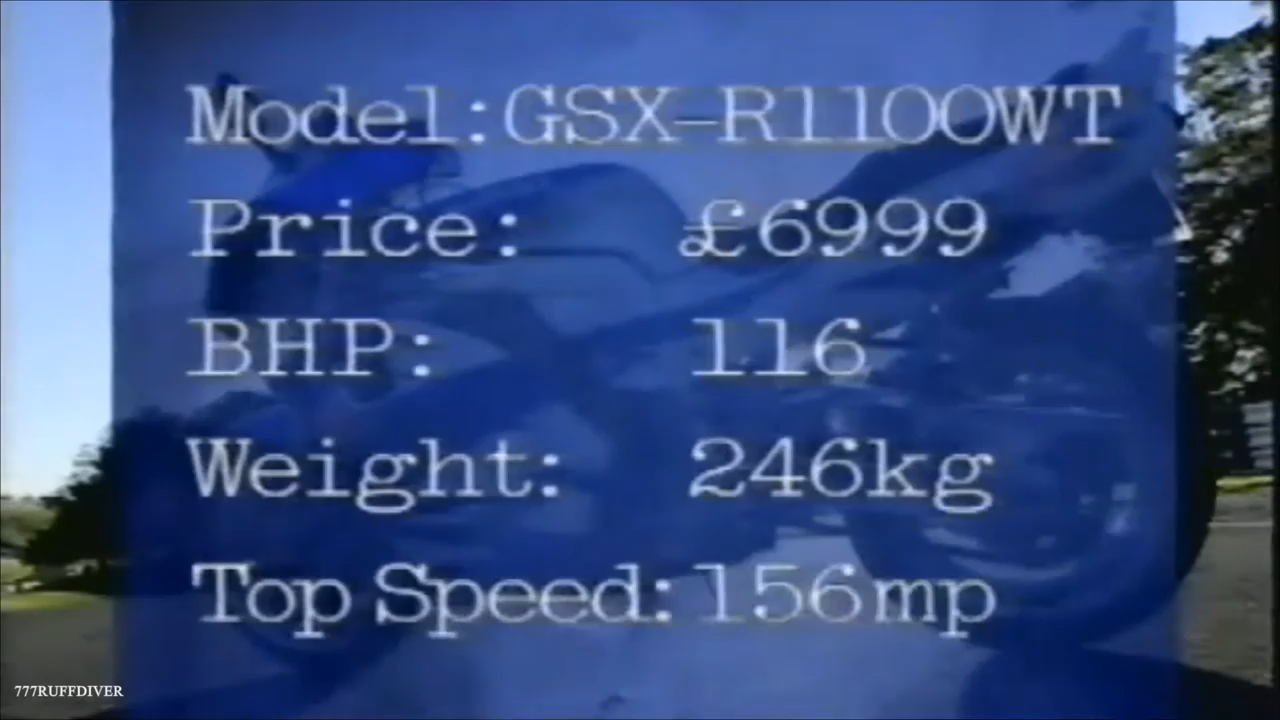 Model:GSX-R1100WT
Price: £6999
BHP: 116
Weight: 246kg
Top Speed:156mp
777RUFFDIVER